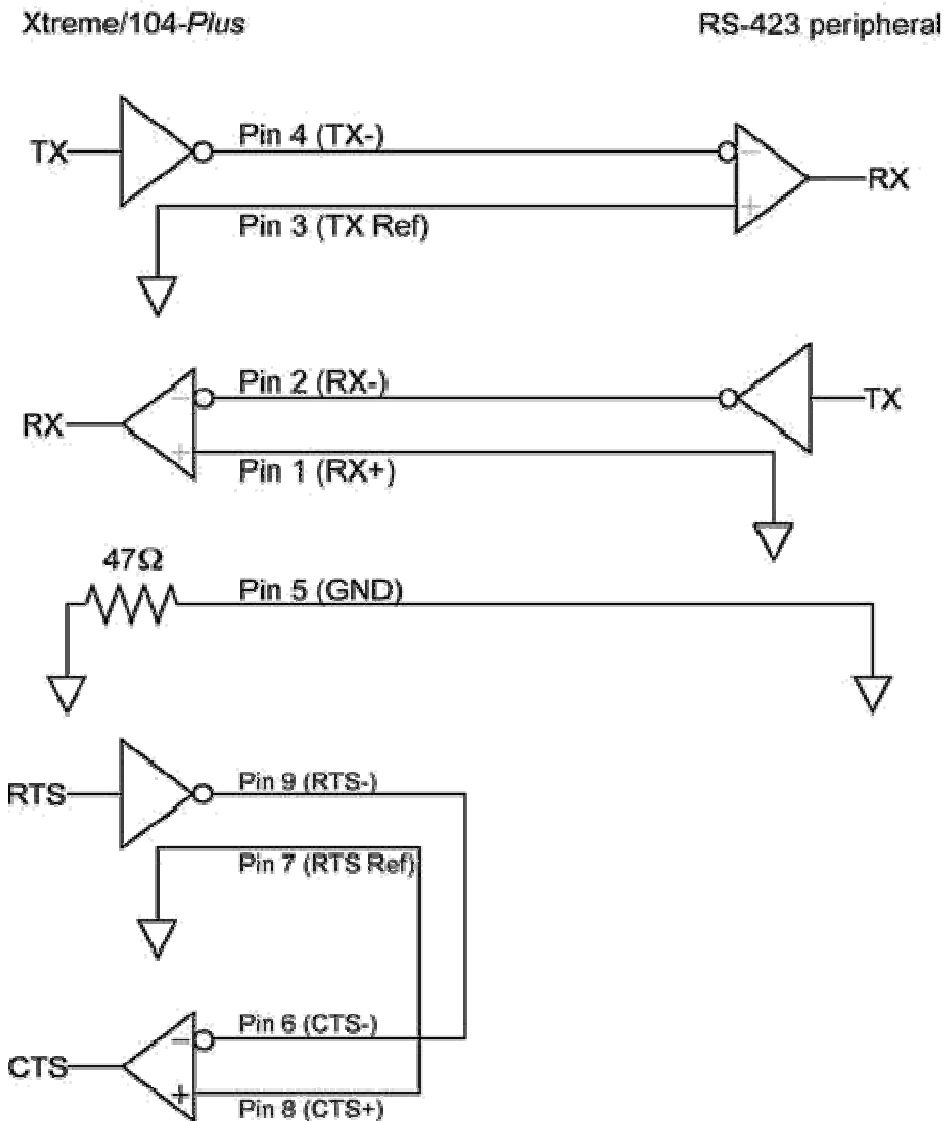 Xtreme/104-Plus
RS-423 peripheral
TX
Pin 4 (TX-)
-
RX
+
Pin 3 (TX Ref)
Pin 2 (RX-)
-
TX
RX
+
Pin 1 (RX+)
47Ω
Pin 5 (GND)
RTS
Pin 9 (RTS-)
Pin 7 (RTS Ref)
Pin 6 (CTS-)
-
CTS
+
Pin 8 (CTS+)